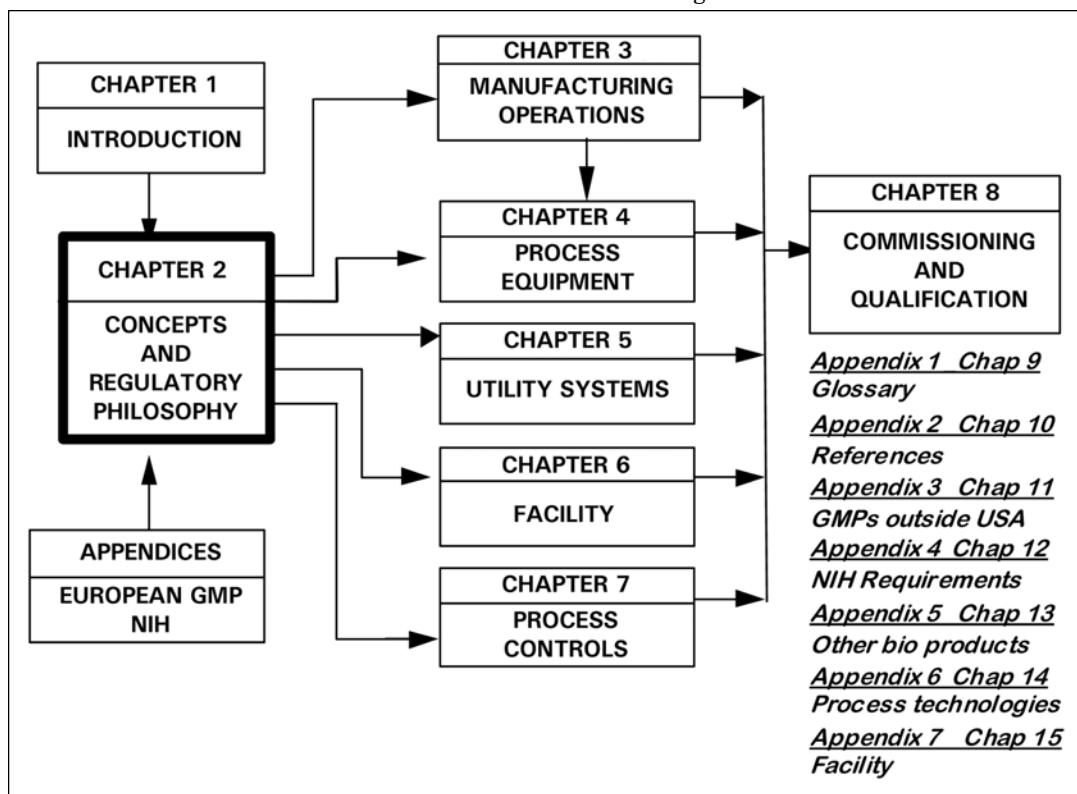 CHAPTER 1
INTRODUCTION
CHAPTER 2
CONCEPTS
AND
REGULATORY
PHILOSOPHY
APPENDICES
EUROPEAN GMP
NIH
CHAPTER 3
MANUFACTURING
OPERATIONS
CHAPTER 4
PROCESS
EQUIPMENT
CHAPTER 5
UTILITY SYSTEMS
CHAPTER 6
FACILITY
CHAPTER 7
PROCESS
CONTROLS
CHAPTER 8
COMMISSIONING
AND
QUALIFICATION
Appendix 1 Chap 9
Glossary
Appendix 2 Chap 10
References
Appendix 3 Chap 11
GMPs outside USA
Appendix 4 Chap 12
NIH Requirements
Appendix 5 Chap 13
Other bio products
Appendix 6 Chap 14
Process technologies
Appendix 7 Chap 15
Facility